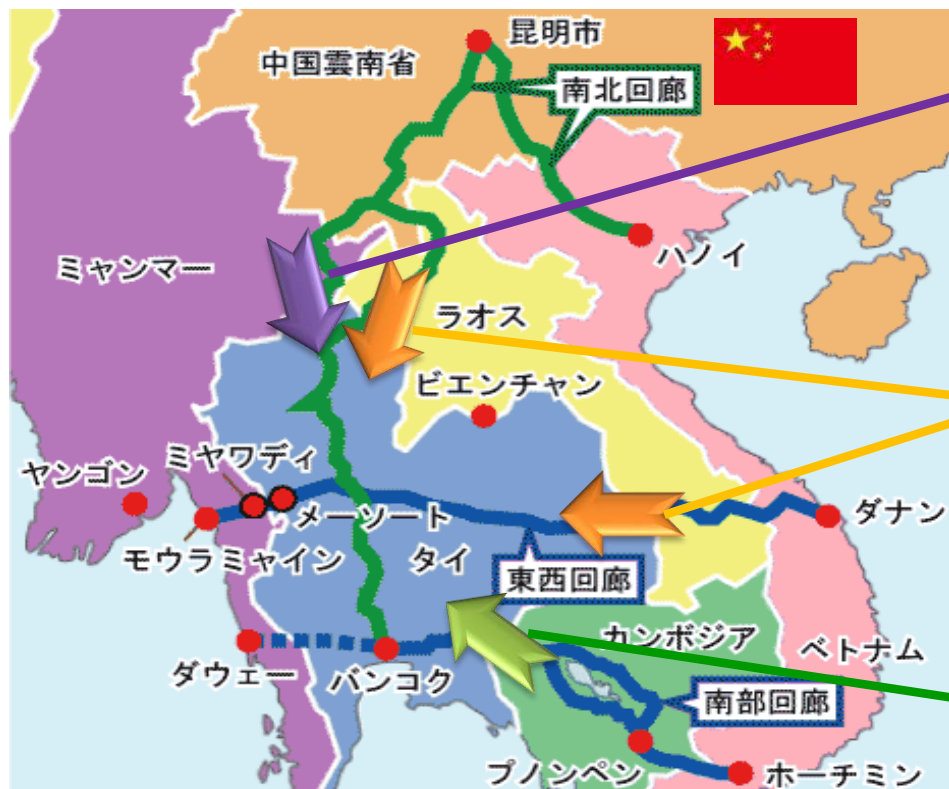 昆明市
中国雲南省
南北回廊
ハノイ
ミャンマー
ラオス
ビエンチャン
ミヤワディ
ヤンゴン
メーソート
ダナン
モウラミャイン
タイ
東西回廊
カンボジア
ベトナム
ダウェー
バンコク
南部回廊
プノンペン
ホーチミン